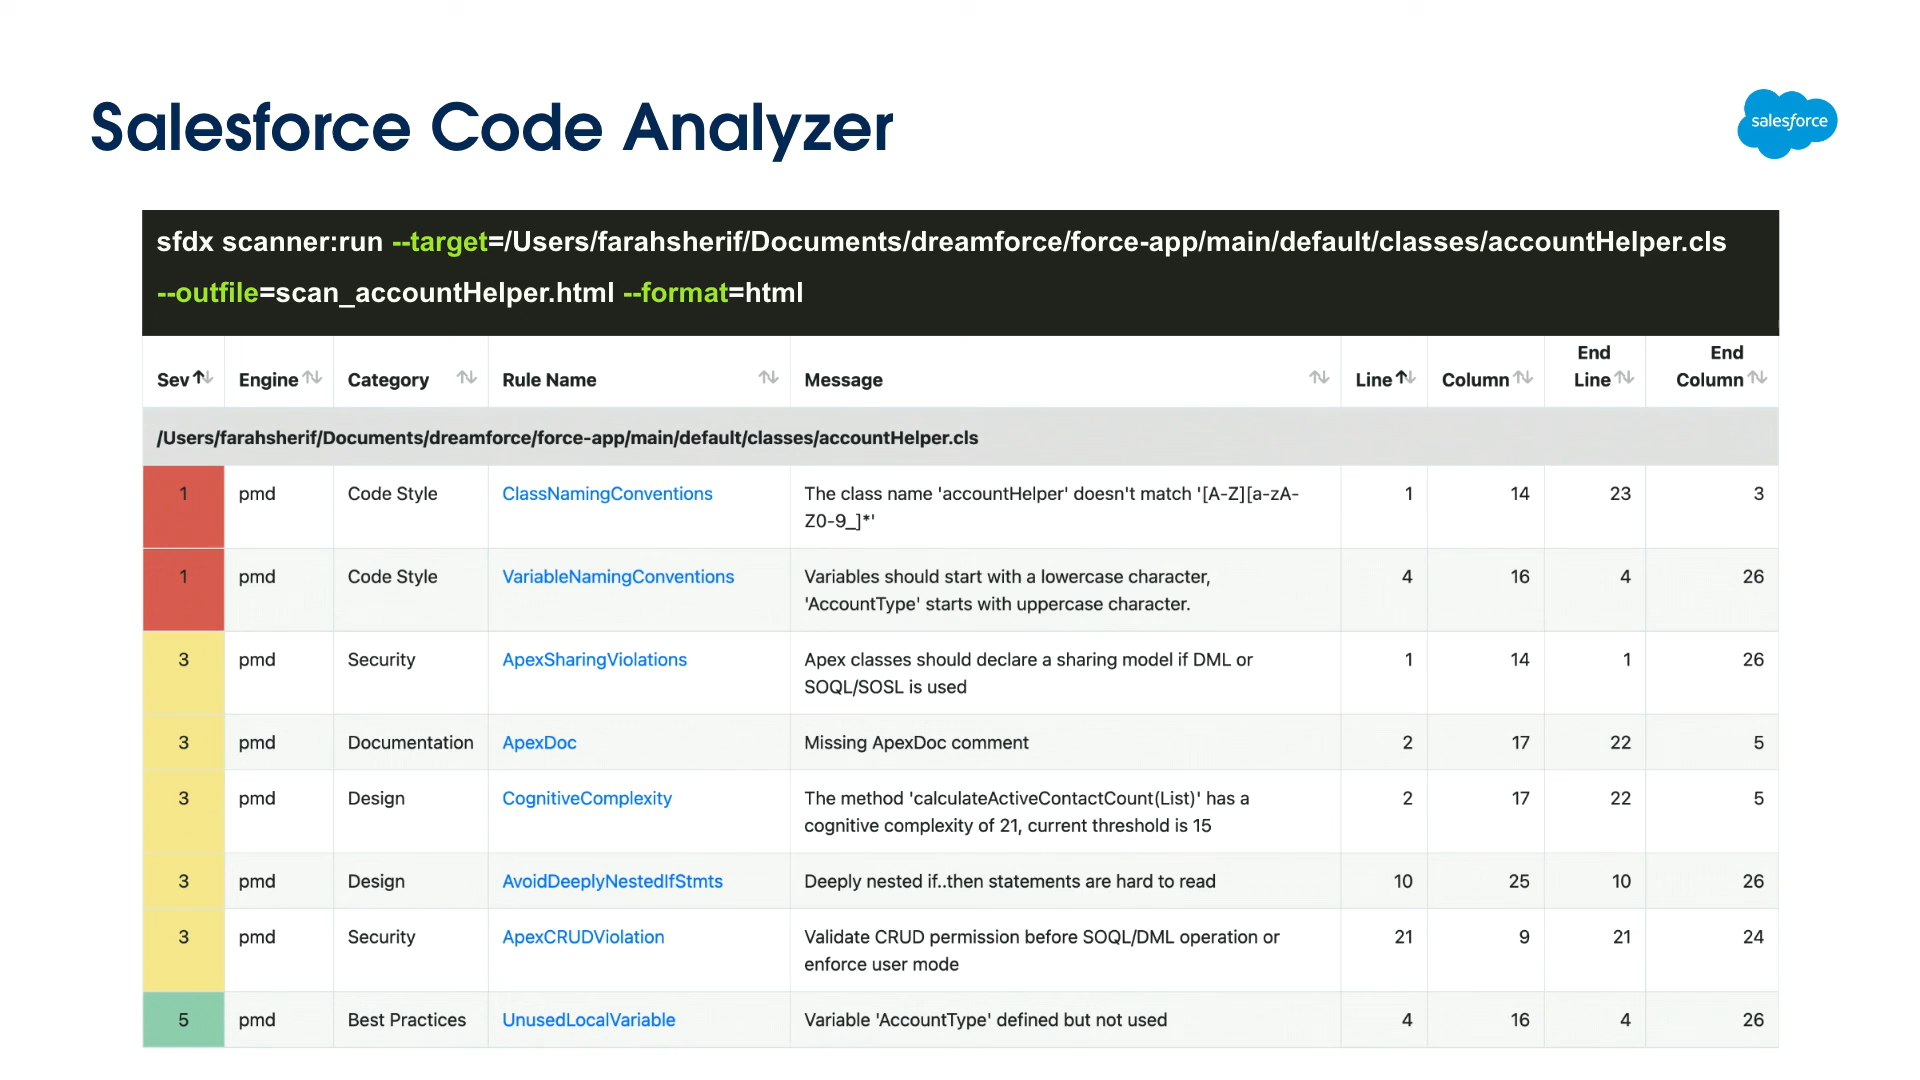 Salesforce Code Analyzer
salesforce
sfdx scanner:run --target=/Users/farahsherif/Documents/dreamforce/force-app/main/default/classes/accountHelper.cls
--outfile=scan_accountHelper.html --format=html
Sev Engine Category Rule Name Message Line Column End Line End Column
/Users/farahsherif/Documents/dreamforce/force-app/main/default/classes/accountHelper.cls
1 pmd Code Style ClassNamingConventions The class name 'accountHelper' doesn't match '[A-Z][a-zA- 1 14 23 3
Z0-9_]*'
1 pmd Code Style VariableNamingConventions Variables should start with a lowercase character, 4 16 4 26
'AccountType' starts with uppercase character.
3 pmd Security ApexSharingViolations Apex classes should declare a sharing model if DML or 1 14 1 26
SOQL/SOSL is used
3 pmd Documentation ApexDoc Missing ApexDoc comment 2 17 22 5
3 pmd Design CognitiveComplexity The method 'calculateActiveContactCount(List)' has a 2 17 22 5
cognitive complexity of 21, current threshold is 15
3 pmd Design AvoidDeeplyNestedIfStmts Deeply nested if..then statements are hard to read 10 25 10 26
3 pmd Security ApexCRUDViolation Validate CRUD permission before SOQL/DML operation or 21 9 21 24
enforce user mode
5 pmd Best Practices UnusedLocalVariable Variable 'AccountType' defined but not used 4 16 4 26